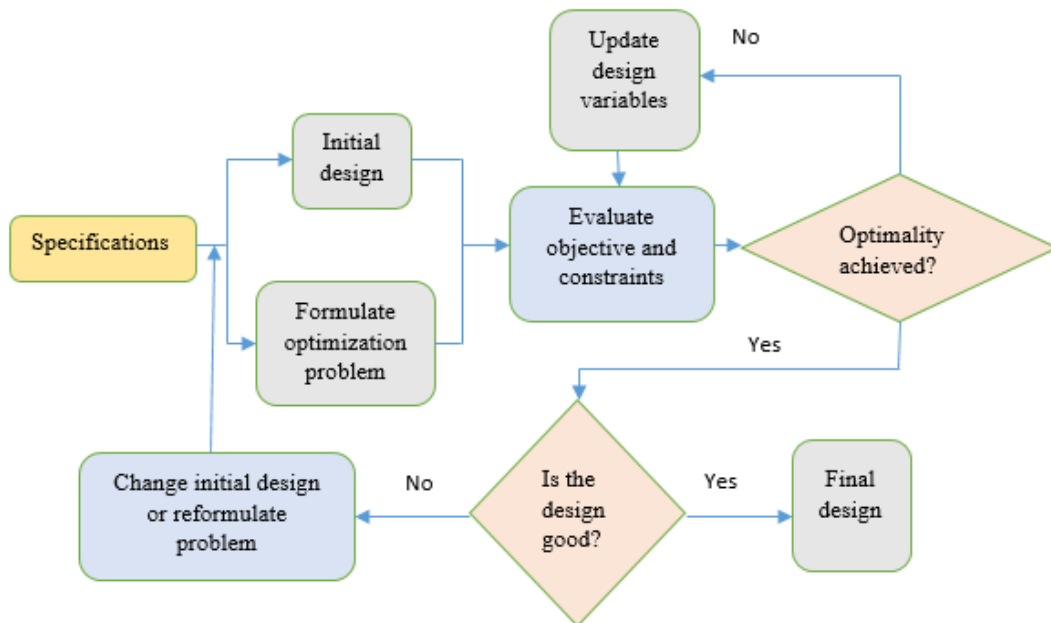 Update
design
variables
No
Initial
design
Specifications
Evaluate
objective and
constraints
Optimality
achieved?
Formulate
optimization
problem
Yes
Change initial design
or reformulate
problem
No
Is the
design
good?
Yes
Final
design